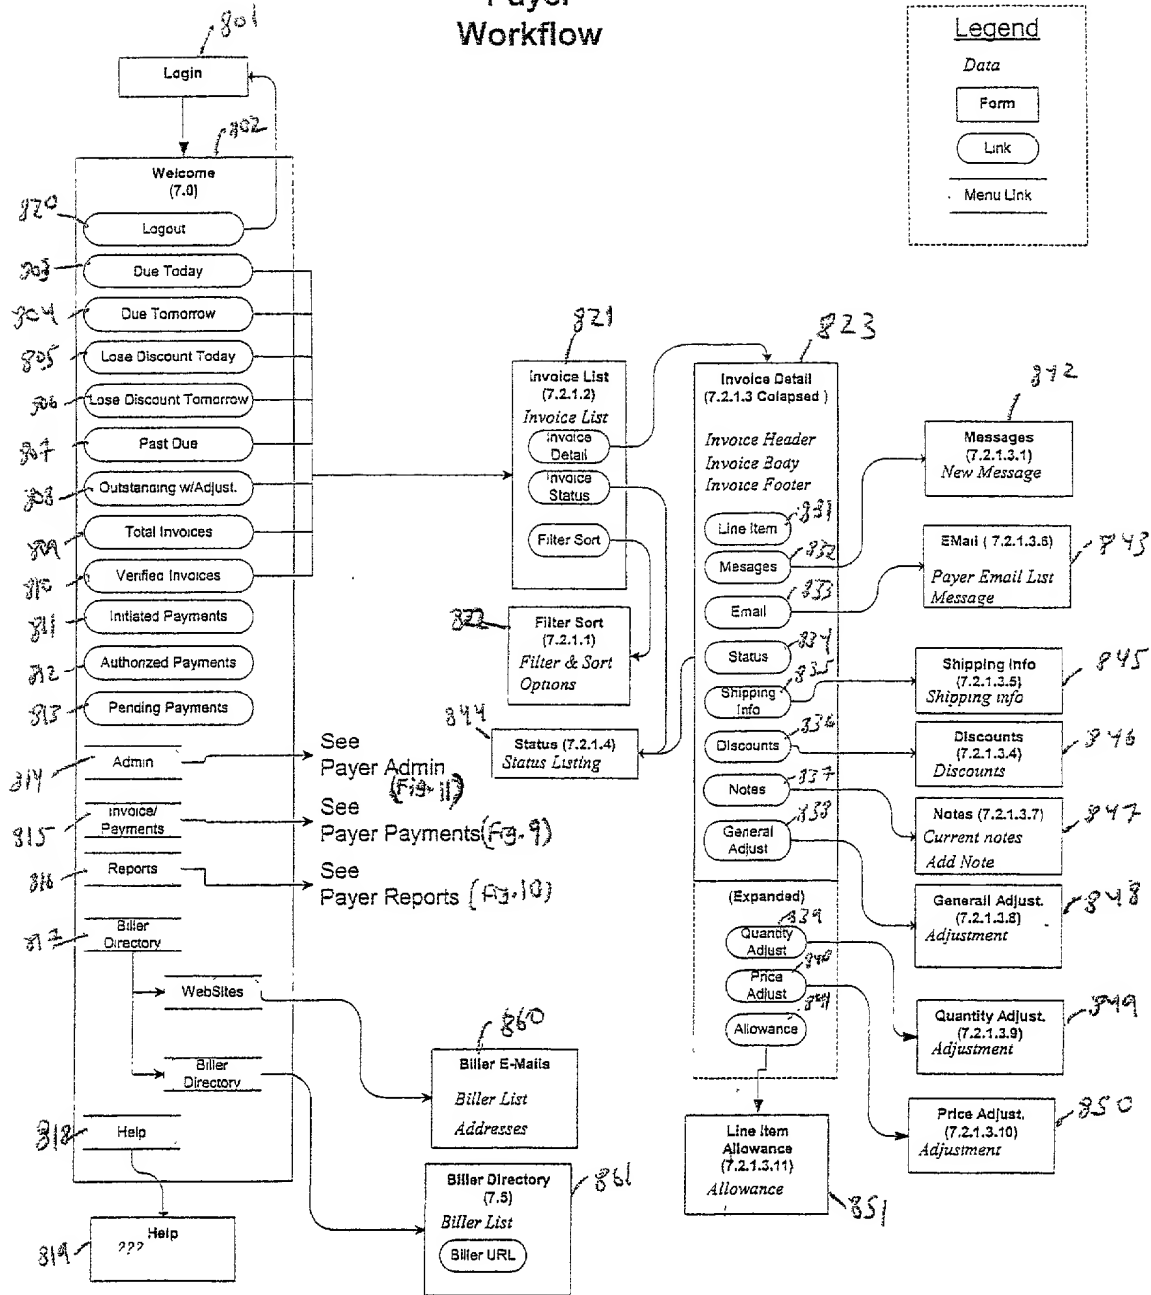 Workflow
801
Login
802
Welcome
(7.0)
820
Logout
803
Due Today
804
Due Tomorrow
805
Lose Discount Today
806
Lose Discount Tomorrow
807
Past Due
808
Outstanding w/Adjust.
809
Total Invoices
810
Verified Invoices
811
Initiated Payments
812
Authorized Payments
813
Pending Payments
814
Admin
See
Payer Admin
(Fig. 11)
815
Invoice/
Payments
See
Payer Payments (Fig. 9)
816
Reports
See
Payer Reports (Fig. 10)
817
Biller
Directory
WebSites
Biller
Directory
818
Help
819
Help
???
821
Invoice List
(7.2.1.2)
Invoice List
Invoice
Detail
Invoice
Status
Filter Sort
822
Filter Sort
(7.2.1.1)
Filter & Sort
Options
844
Status (7.2.1.4)
Status Listing
860
Biller E-Mails
Biller List
Addresses
861
Biller Directory
(7.5)
Biller List
Biller URL
823
Invoice Detail
(7.2.1.3 Colapsed )
Invoice Header
Invoice Body
Invoice Footer
Line Item
831
Mesages
832
Email
833
Status
834
Shipping
Info
835
Discounts
836
Notes
837
General
Adjust
838
(Expanded)
Quantity
Adjust
839
Price
Adjust
840
Allowance
841
Line Item
Allowance
(7.2.1.3.11)
Allowance
851
Legend
Data
Form
Link
Menu Link
842
Messages
(7.2.1.3.1)
New Message
EMail ( 7.2.1.3.6)
Payer Email List
Message
843
Shipping Info
(7.2.1.3.5)
Shipping info
845
Discounts
(7.2.1.3.4)
Discounts
846
Notes (7.2.1.3.7)
Current notes
Add Note
847
Generall Adjust.
(7.2.1.3.8)
Adjustment
848
Quantity Adjust.
(7.2.1.3.9)
Adjustment
849
Price Adjust.
(7.2.1.3.10)
Adjustment
850